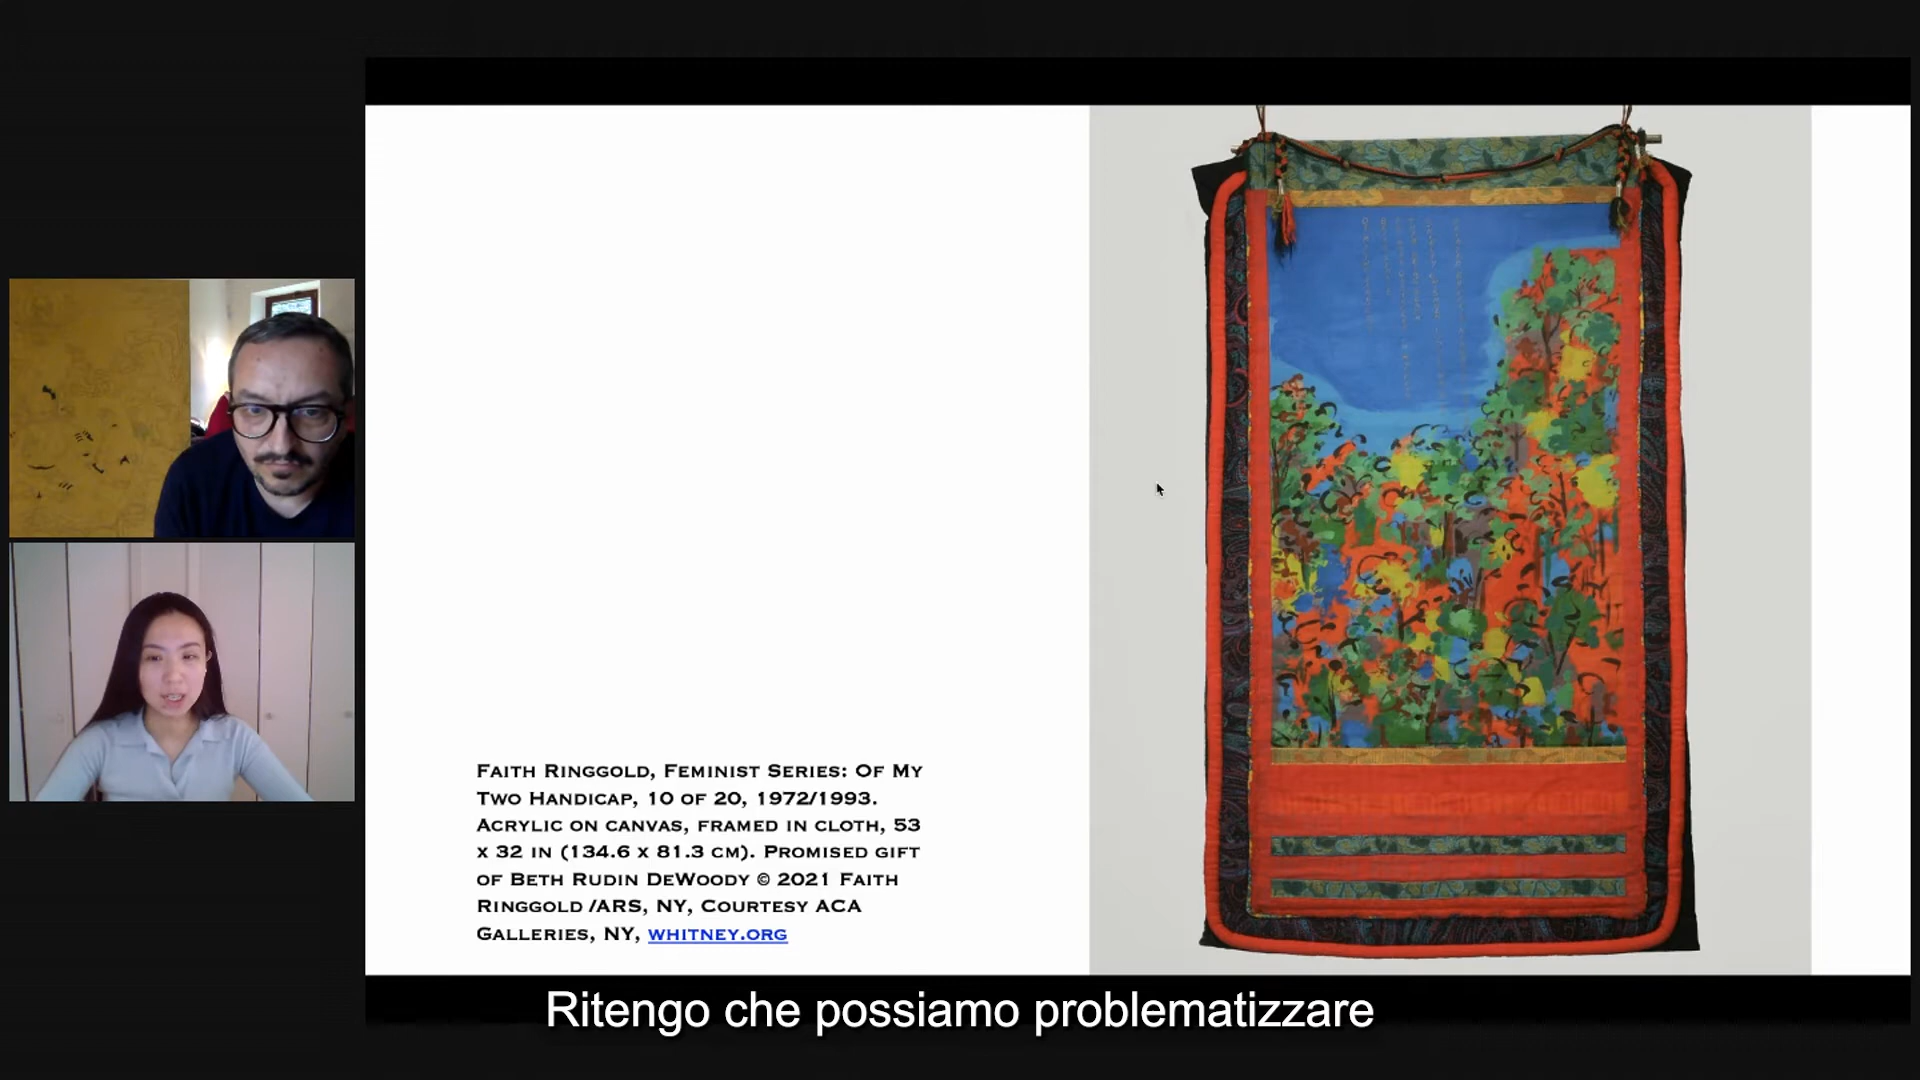 Faith Ringgold, Feminist Series: Of My
Two Handicap, 10 of 20, 1972/1993.
Acrylic on canvas, framed in cloth, 53
x 32 in (134.6 x 81.3 cm). Promised gift
of Beth Rudin DeWoody © 2021 Faith
Ringgold /ARS, NY, Courtesy ACA
Galleries, NY, whitney.org
Ritengo che possiamo problematizzare